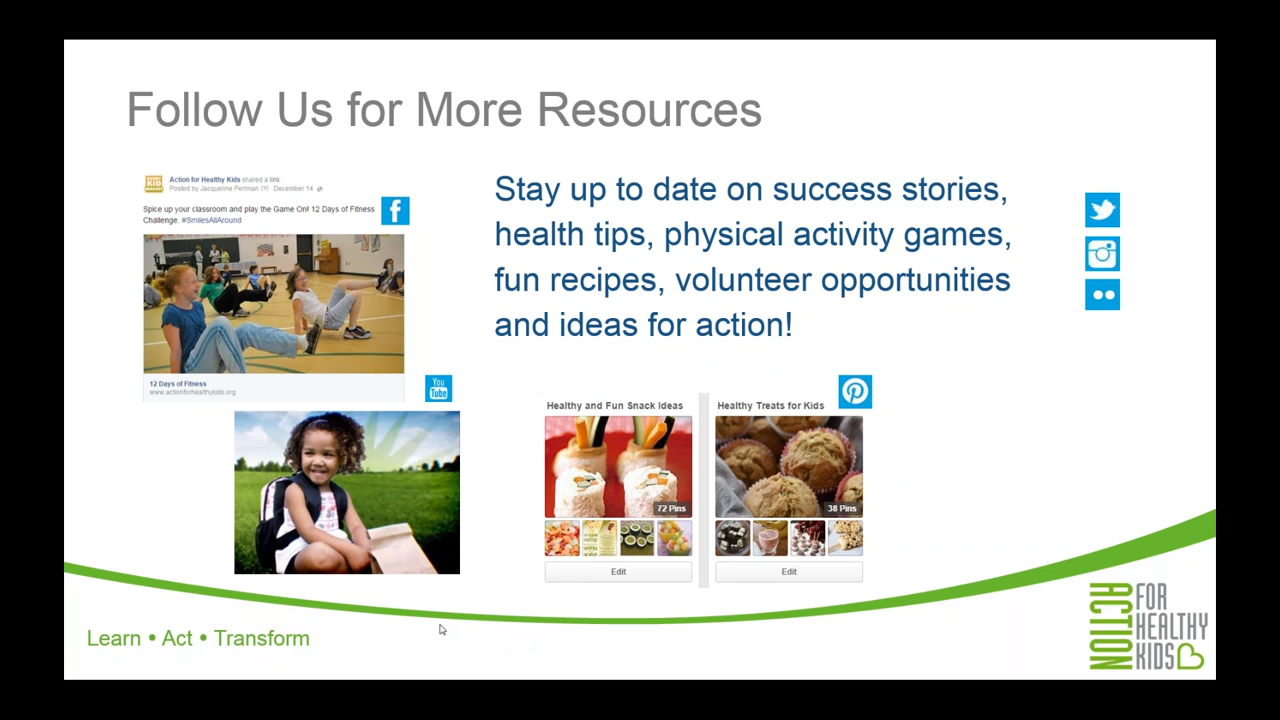 Follow Us for More Resources
Action for Healthy Kids shared a link.
Posted by Jacqueline Perlman [?] · December 14
Spice up your classroom and play the Game On! 12 Days of Fitness
Challenge. #SmilesAllAround
12 Days of Fitness
www.actionforhealthykids.org
Stay up to date on success stories,
health tips, physical activity games,
fun recipes, volunteer opportunities
and ideas for action!
You
Tube
Healthy and Fun Snack Ideas
72 Pins
Edit
Healthy Treats for Kids
38 Pins
Edit
Learn • Act • Transform
ACTION
FOR
HEALTHY
KIDS